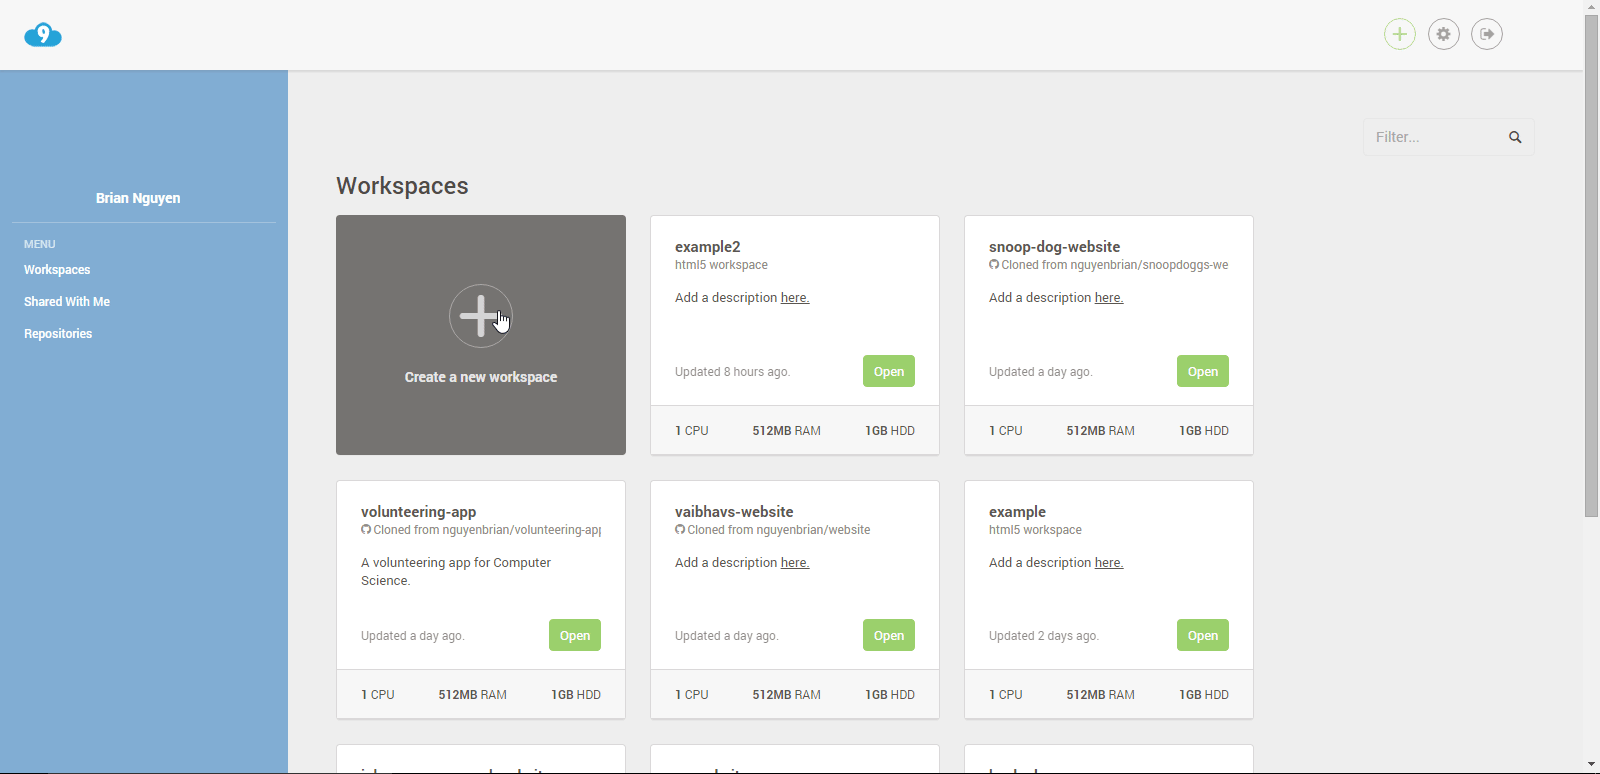 9
Filter...
Brian Nguyen
MENU
Workspaces
Shared With Me
Repositories
Workspaces
Create a new workspace
example2
html5 workspace
Add a description here.
Updated 8 hours ago.
Open
1 CPU 512MB RAM 1GB HDD
snoop-dog-website
Cloned from nguyenbrian/snoopdoggs-we
Add a description here.
Updated a day ago.
Open
1 CPU 512MB RAM 1GB HDD
volunteering-app
Cloned from nguyenbrian/volunteering-app
A volunteering app for Computer
Science.
Updated a day ago.
Open
1 CPU 512MB RAM 1GB HDD
vaibhavs-website
Cloned from nguyenbrian/website
Add a description here.
Updated a day ago.
Open
1 CPU 512MB RAM 1GB HDD
example
html5 workspace
Add a description here.
Updated 2 days ago.
Open
1 CPU 512MB RAM 1GB HDD